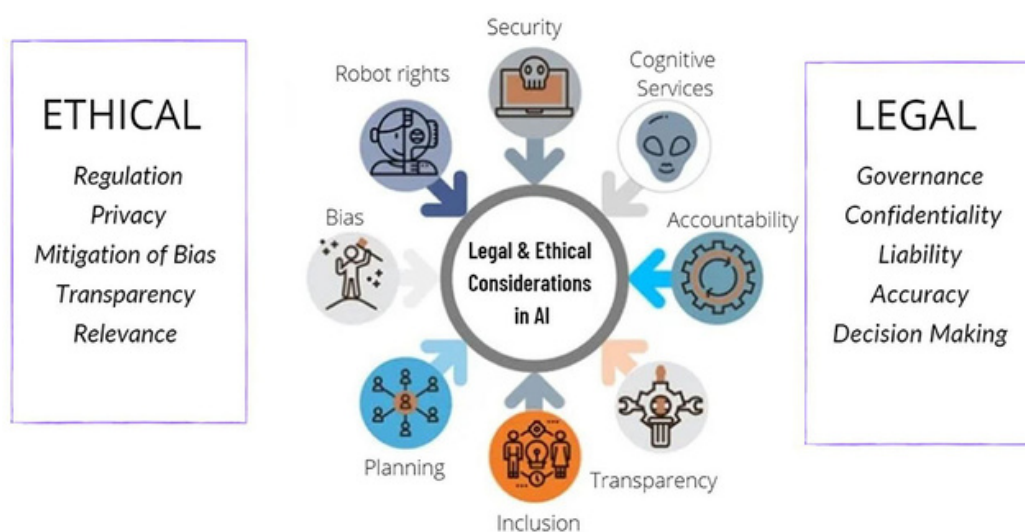 ETHICAL
Regulation
Privacy
Mitigation of Bias
Transparency
Relevance
Security
Robot rights
Cognitive
Services
Bias
Accountability
Legal & Ethical
Considerations
in AI
Planning
Transparency
Inclusion
LEGAL
Governance
Confidentiality
Liability
Accuracy
Decision Making